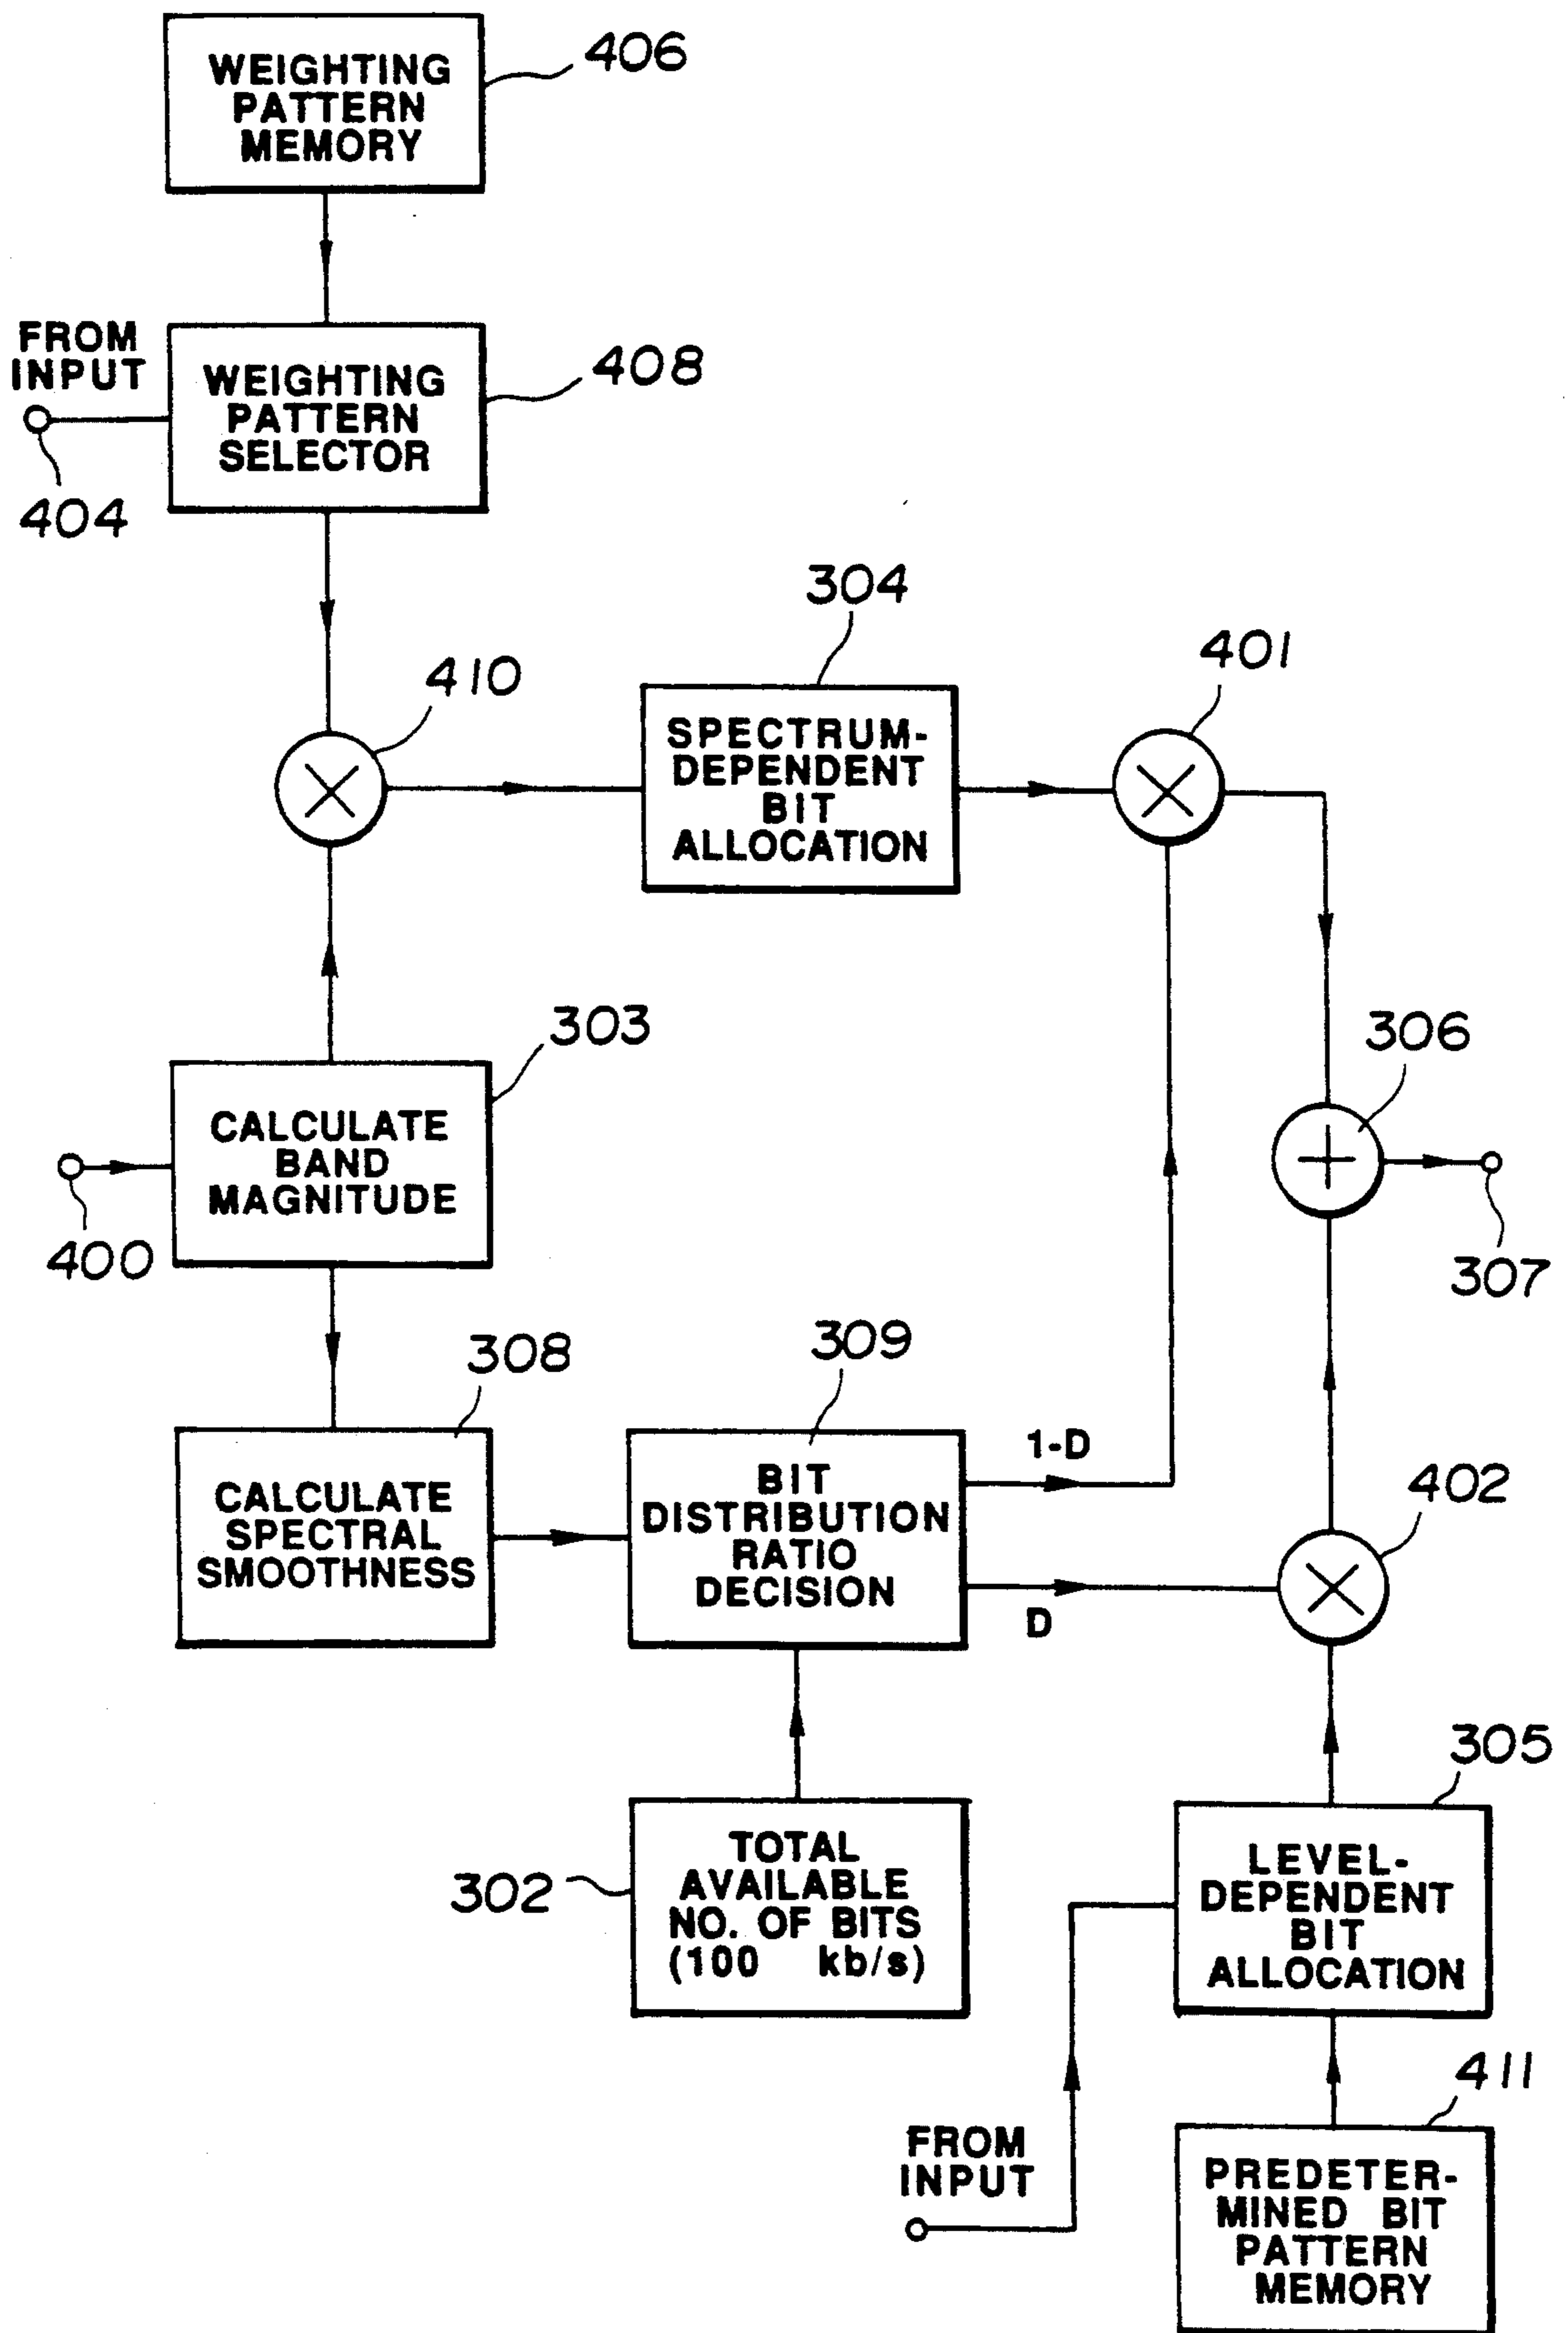 WEIGHTING
PATTERN
MEMORY
406
FROM
INPUT
404
WEIGHTING
PATTERN
SELECTOR
408
410
304
SPECTRUM-
DEPENDENT
BIT
ALLOCATION
401
303
CALCULATE
BAND
MAGNITUDE
400
306
307
308
CALCULATE
SPECTRAL
SMOOTHNESS
309
BIT
DISTRIBUTION
RATIO
DECISION
1-D
D
402
302
TOTAL
AVAILABLE
NO. OF BITS
(100 kb/s)
305
LEVEL-
DEPENDENT
BIT
ALLOCATION
FROM
INPUT
411
PREDETER-
MINED BIT
PATTERN
MEMORY